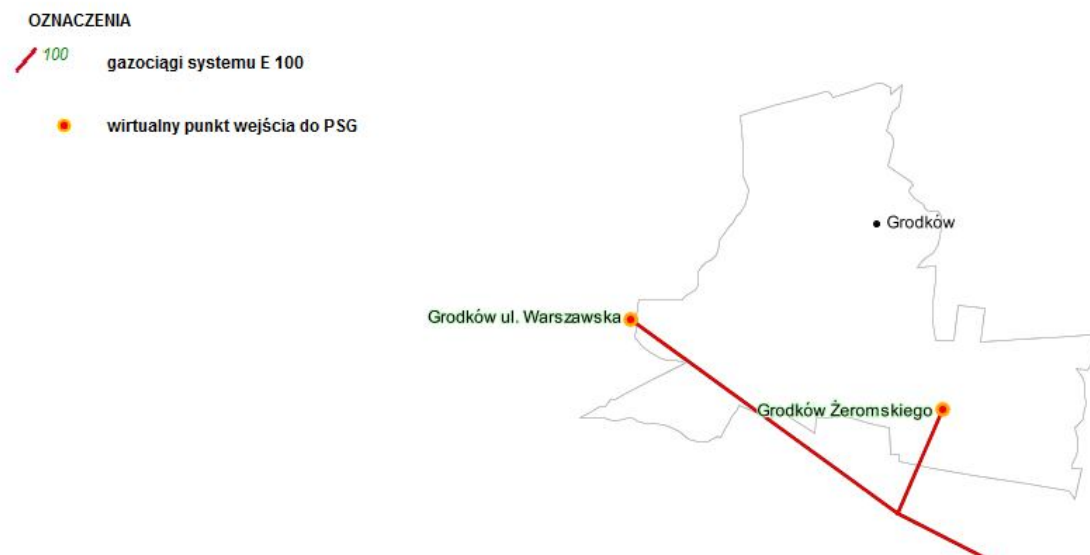 OZNACZENIA
100
gazociągi systemu E 100
wirtualny punkt wejścia do PSG
Grodków
Grodków ul. Warszawska
Grodków Żeromskiego